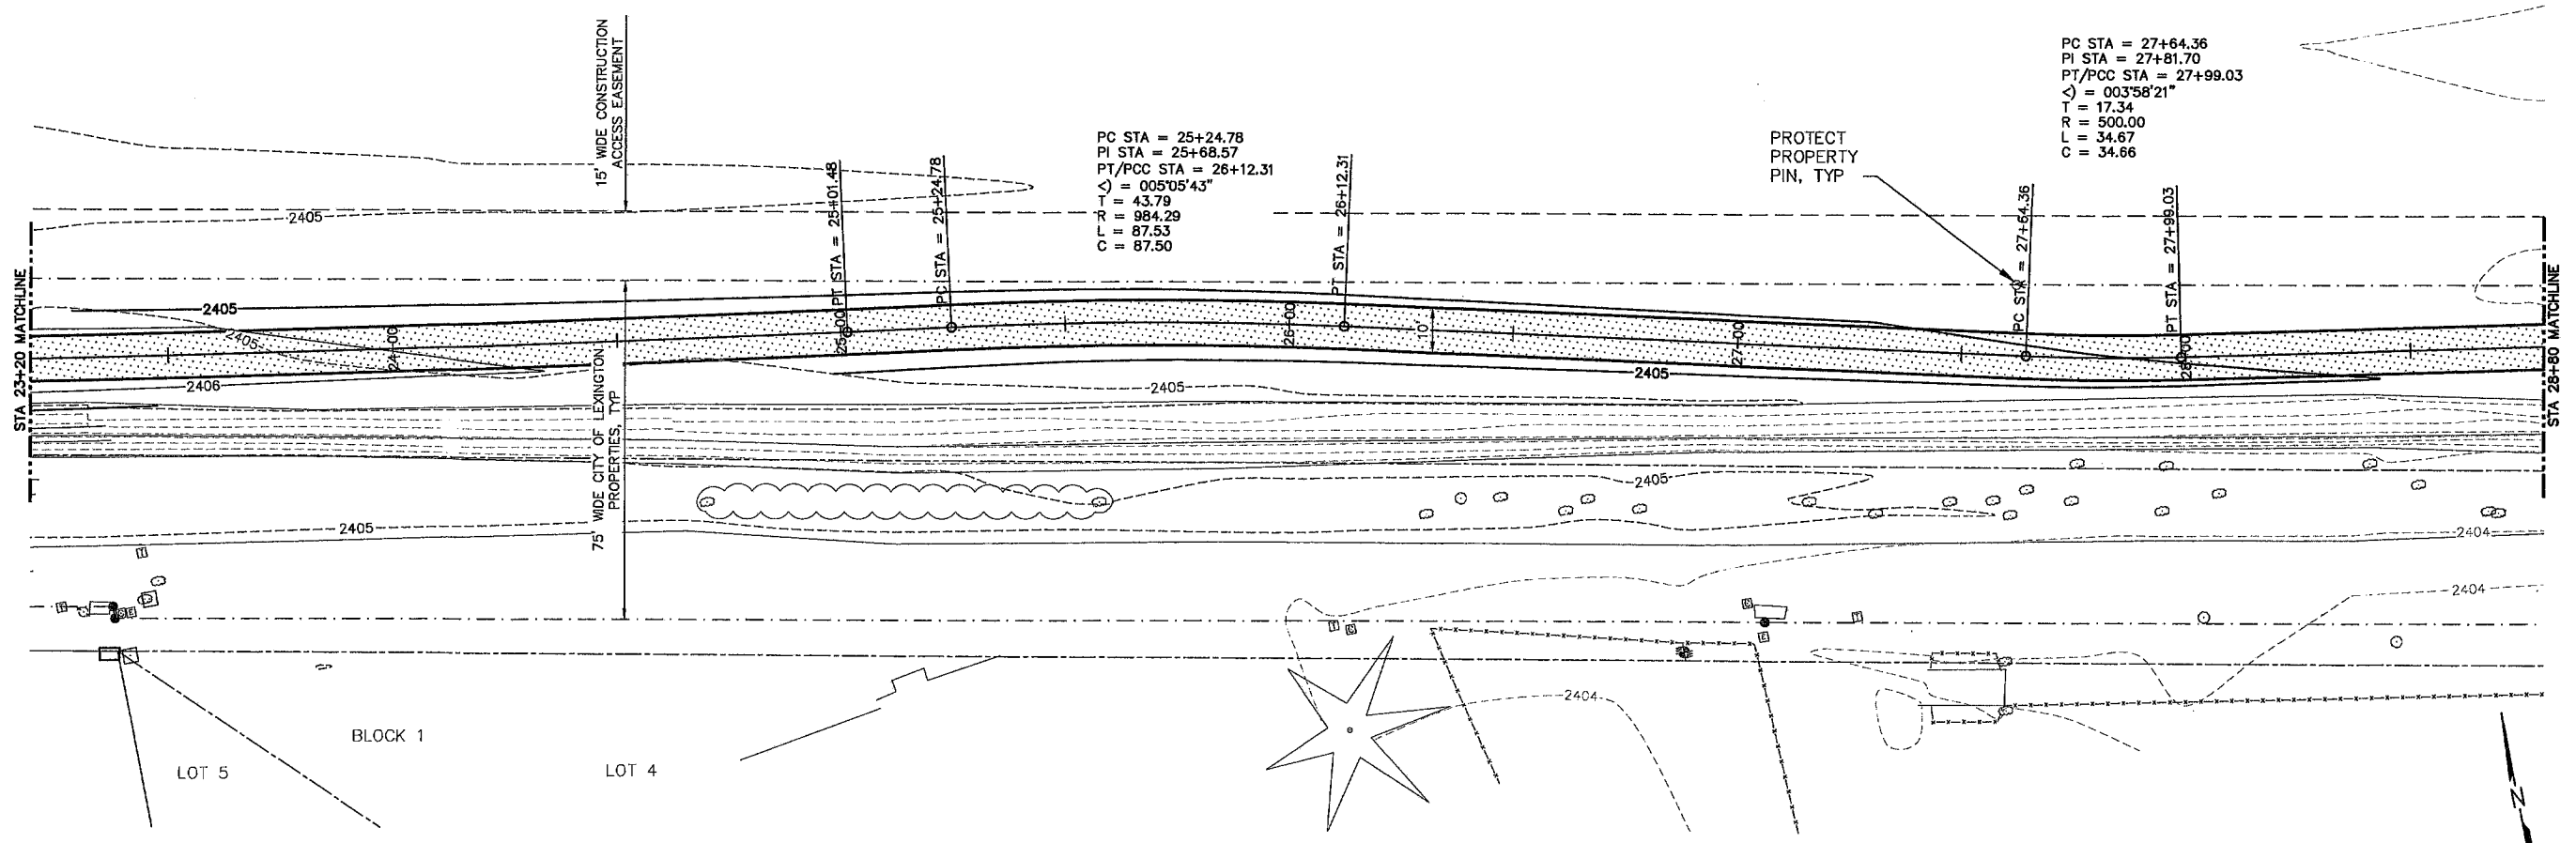 15' WIDE CONSTRUCTION
ACCESS EASEMENT
PC STA = 27+64.36
PI STA = 27+81.70
PT/PCC STA = 27+99.03
<) = 003°58'21"
T = 17.34
R = 500.00
L = 34.67
C = 34.66
PC STA = 25+24.78
PI STA = 25+68.57
PT/PCC STA = 26+12.31
<) = 005°05'43"
T = 43.79
R = 984.29
L = 87.53
C = 87.50
PROTECT
PROPERTY
PIN, TYP
PT STA = 25+01.48
PC STA = 25+24.78
PT STA = 26+12.31
PC STA = 27+64.36
PT STA = 27+99.03
2405
2405
2405
STA 23+20 MATCHLINE
STA 28+80 MATCHLINE
24+00
25+00
26+00
10'
27+00
28+00
2406
2405
2405
75' WIDE CITY OF LEXINGTON
PROPERTIES, TYP
2405
2405
2404
2404
2404
T
T
E
T
C
C
E
T
BLOCK 1
LOT 5
LOT 4
N